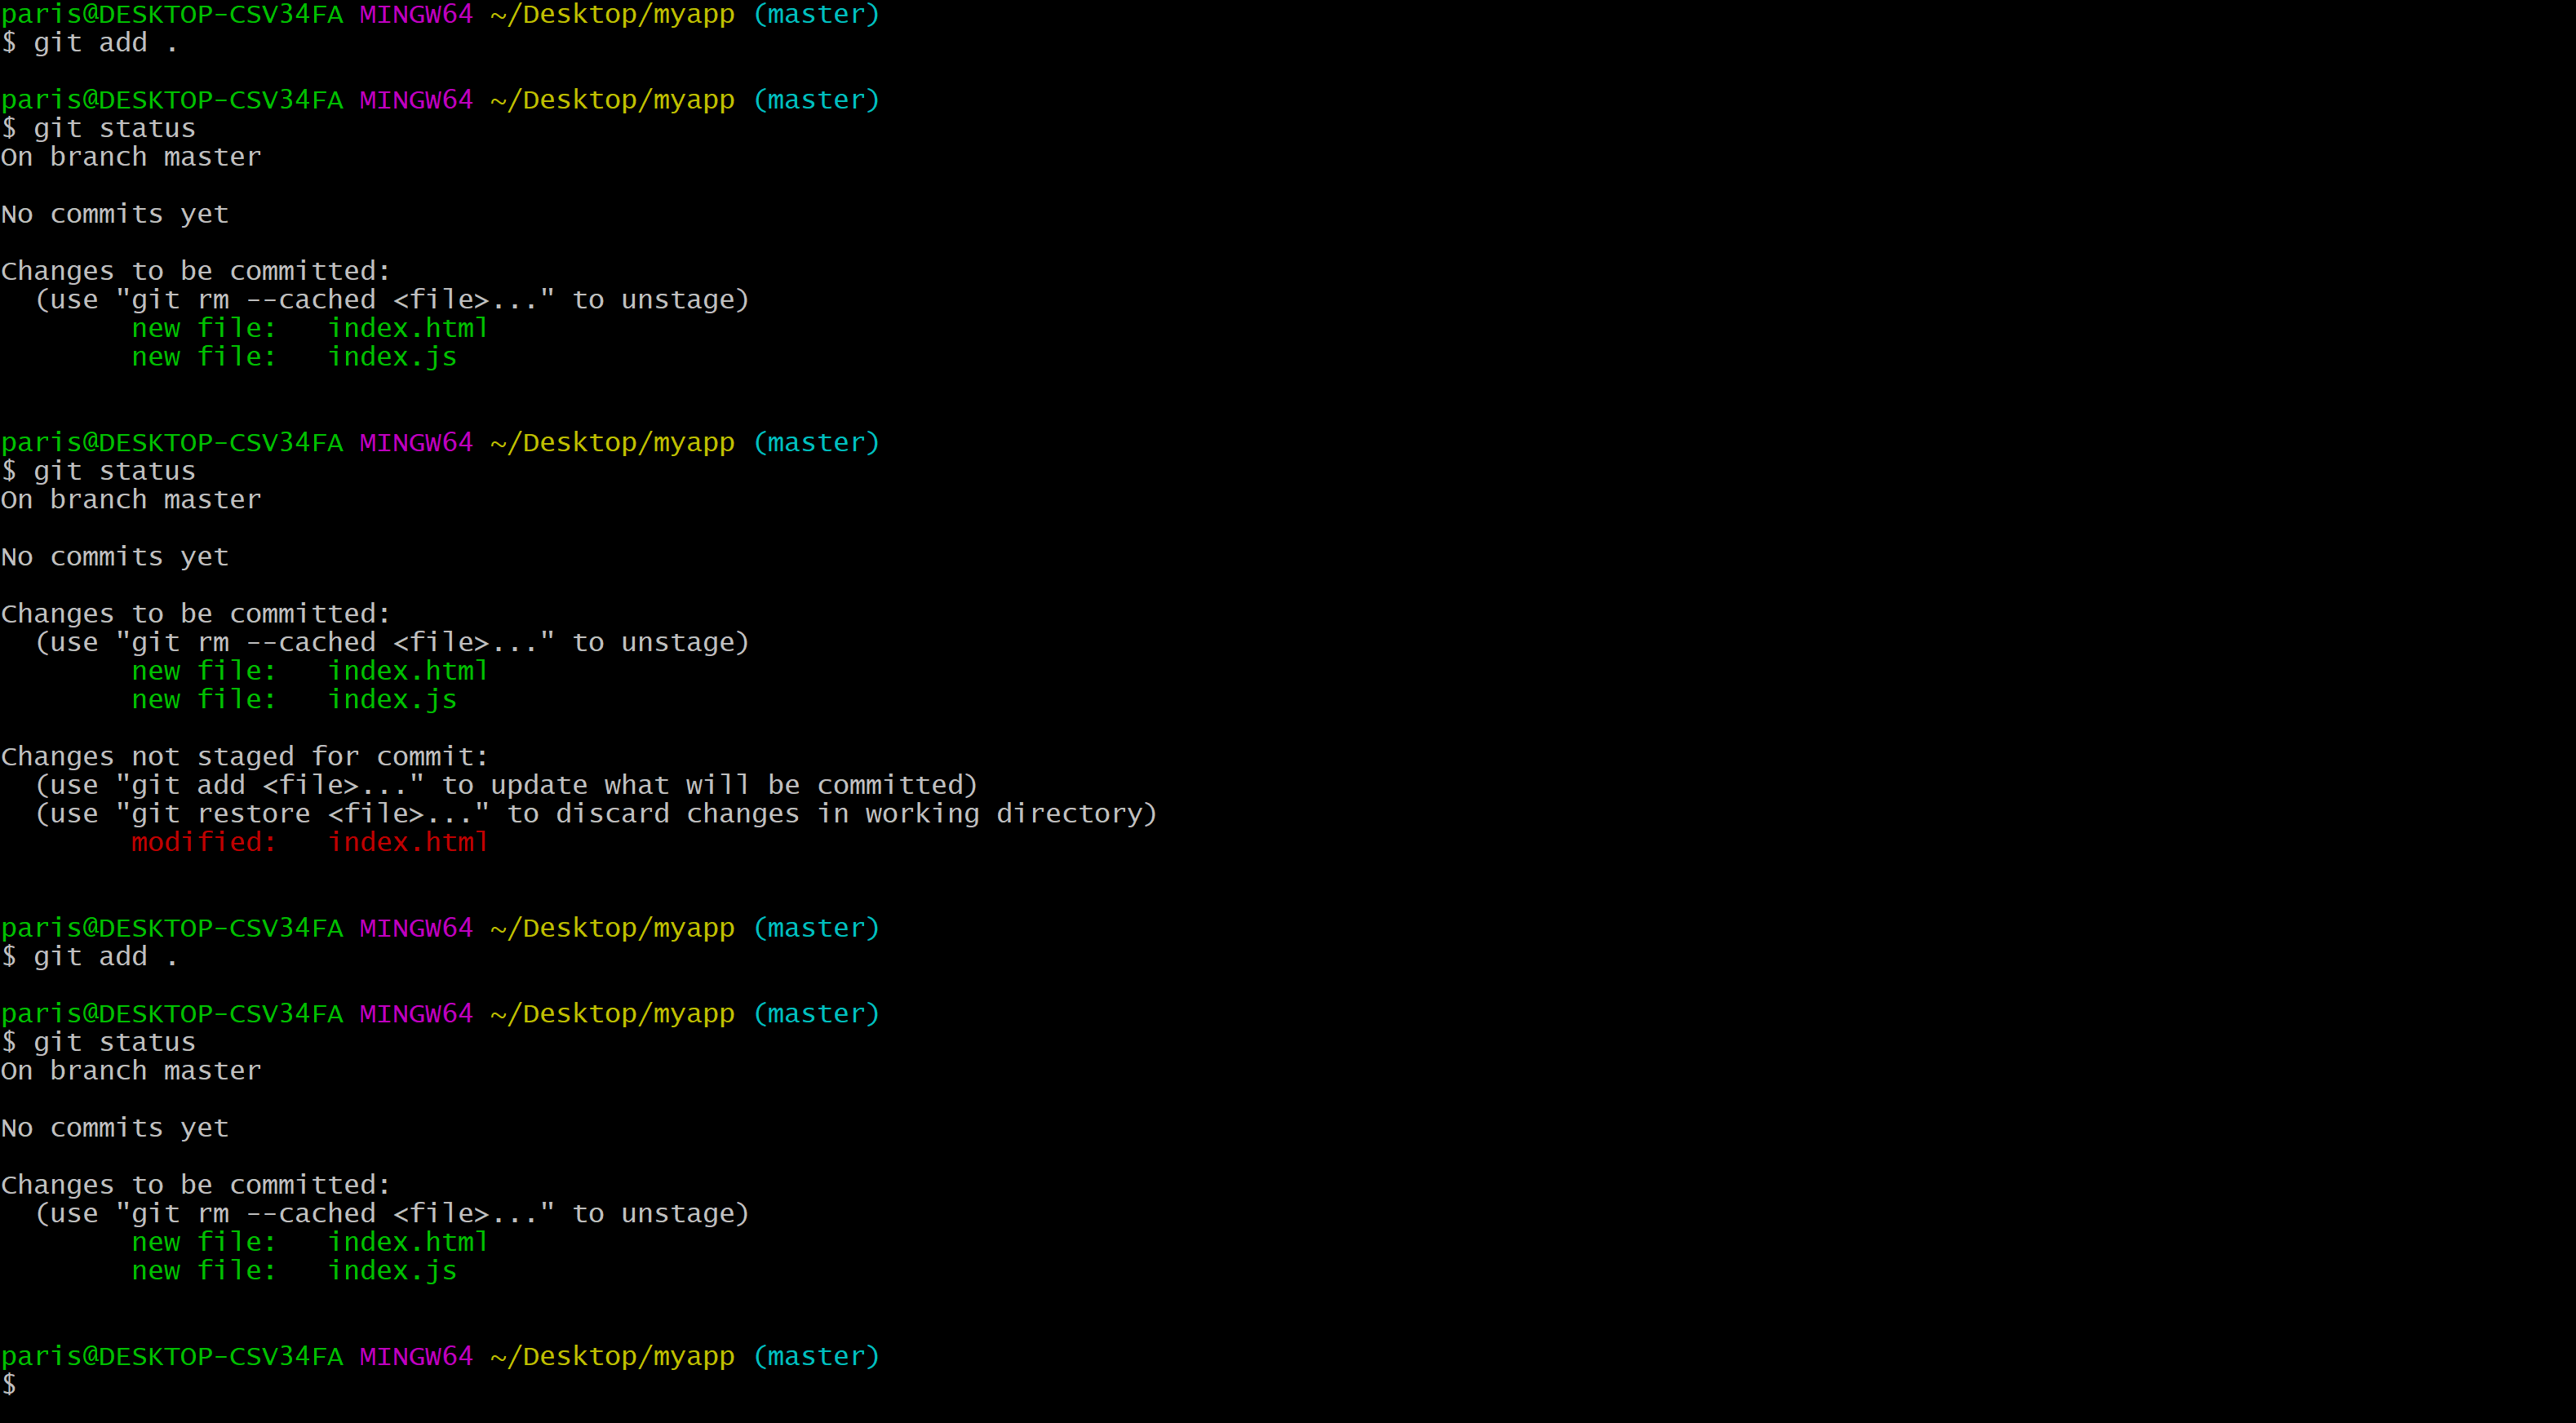 paris@DESKTOP-CSV34FA MINGW64 ~/Desktop/myapp (master)
$ git add .
paris@DESKTOP-CSV34FA MINGW64 ~/Desktop/myapp (master)
$ git status
On branch master
No commits yet
Changes to be committed:
  (use "git rm --cached <file>..." to unstage)
        new file:   index.html
        new file:   index.js
paris@DESKTOP-CSV34FA MINGW64 ~/Desktop/myapp (master)
$ git status
On branch master
No commits yet
Changes to be committed:
  (use "git rm --cached <file>..." to unstage)
        new file:   index.html
        new file:   index.js
Changes not staged for commit:
  (use "git add <file>..." to update what will be committed)
  (use "git restore <file>..." to discard changes in working directory)
        modified:   index.html
paris@DESKTOP-CSV34FA MINGW64 ~/Desktop/myapp (master)
$ git add .
paris@DESKTOP-CSV34FA MINGW64 ~/Desktop/myapp (master)
$ git status
On branch master
No commits yet
Changes to be committed:
  (use "git rm --cached <file>..." to unstage)
        new file:   index.html
        new file:   index.js
paris@DESKTOP-CSV34FA MINGW64 ~/Desktop/myapp (master)
$